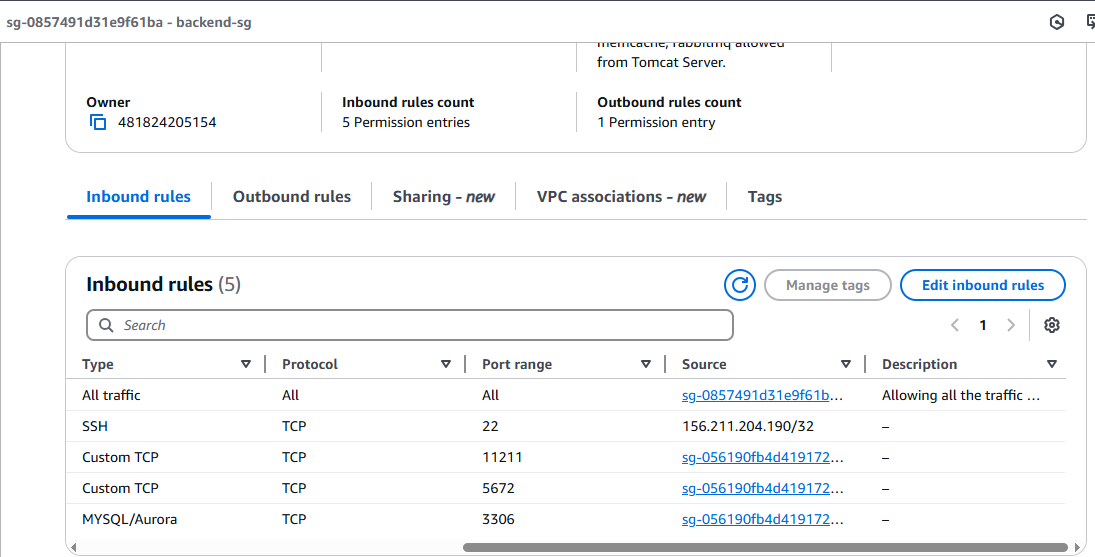 sg-0857491d31e9f61ba - backend-sg
memcache, rabbitmq allowed
from Tomcat Server.
Owner
481824205154
Inbound rules count
5 Permission entries
Outbound rules count
1 Permission entry
Inbound rules Outbound rules Sharing - new VPC associations - new Tags
Inbound rules (5) Manage tags Edit inbound rules
Search 1
Type Protocol Port range Source Description
All traffic All All sg-0857491d31e9f61b... Allowing all the traffic ...
SSH TCP 22 156.211.204.190/32 –
Custom TCP TCP 11211 sg-056190fb4d419172... –
Custom TCP TCP 5672 sg-056190fb4d419172... –
MYSQL/Aurora TCP 3306 sg-056190fb4d419172... –